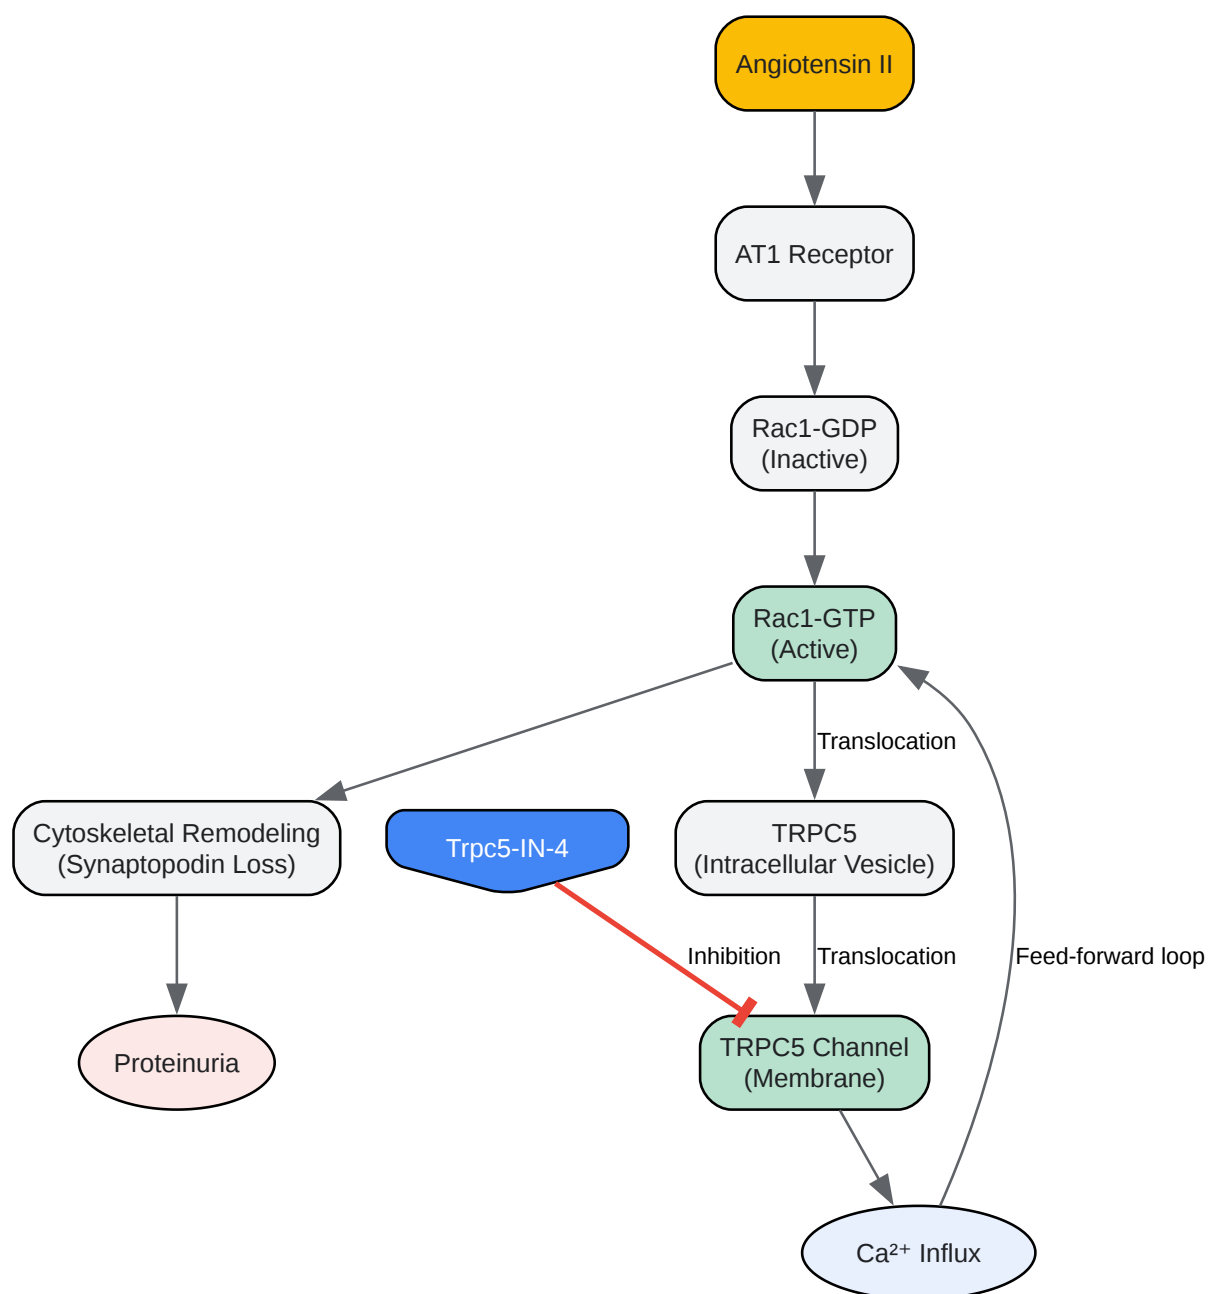 Angiotensin II
AT1 Receptor
Rac1-GDP
(Inactive)
Rac1-GTP
(Active)
Translocation
Cytoskeletal Remodeling
(Synaptopodin Loss)
Trpc5-IN-4
TRPC5
(Intracellular Vesicle)
Inhibition
Translocation
Feed-forward loop
Proteinuria
TRPC5 Channel
(Membrane)
Ca²⁺ Influx